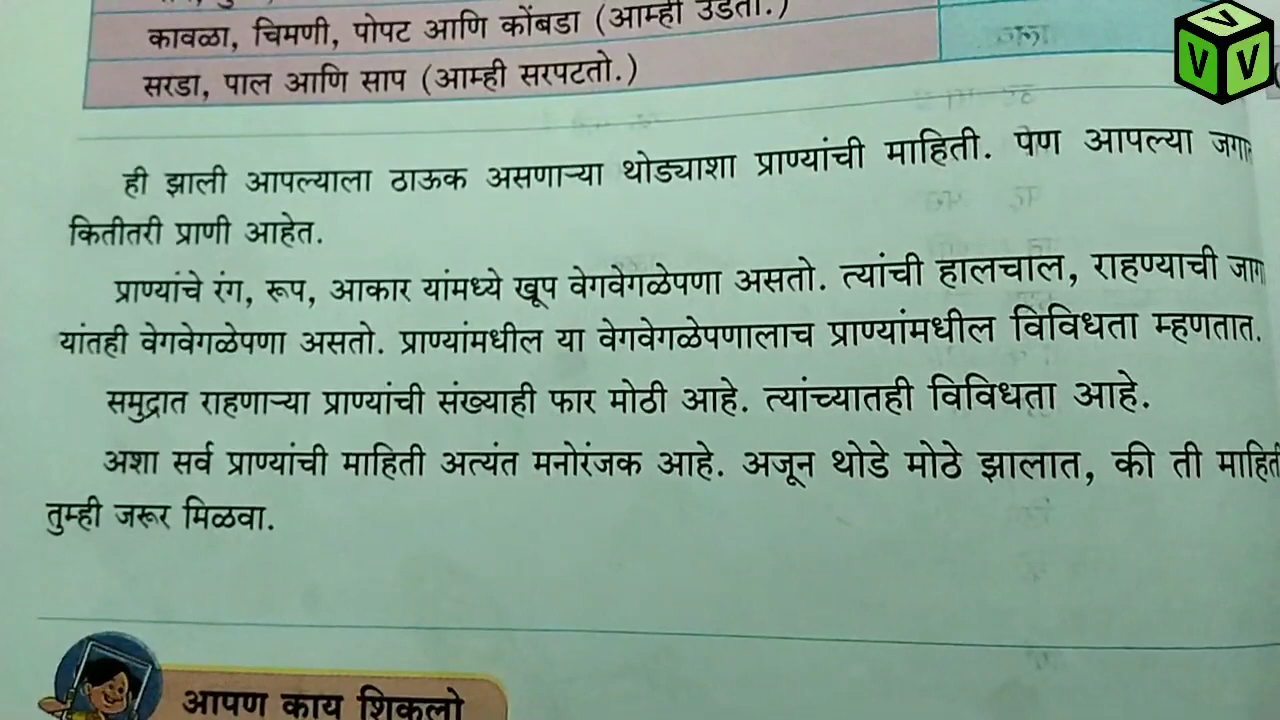 कावळा, चिमणी, पोपट आणि कोंबडा (आम्ही उडतो.)
सरडा, पाल आणि साप (आम्ही सरपटतो.)
ही झाली आपल्याला ठाऊक असणाऱ्या थोड्याशा प्राण्यांची माहिती. पण आपल्या
कितीतरी प्राणी आहेत.
प्राण्यांचे रंग, रूप, आकार यांमध्ये खूप वेगवेगळेपणा असतो. त्यांची हालचाल, राहण्याची
यांतही वेगवेगळेपणा असतो. प्राण्यांमधील या वेगवेगळेपणालाच प्राण्यांमधील विविधता म्हणतात.
समुद्रात राहणाऱ्या प्राण्यांची संख्याही फार मोठी आहे. त्यांच्यातही विविधता आहे.
अशा सर्व प्राण्यांची माहिती अत्यंत मनोरंजक आहे. अजून थोडे मोठे झालात, की ती
तुम्ही जरूर मिळवा.
आपण काय शिकलो
V V V